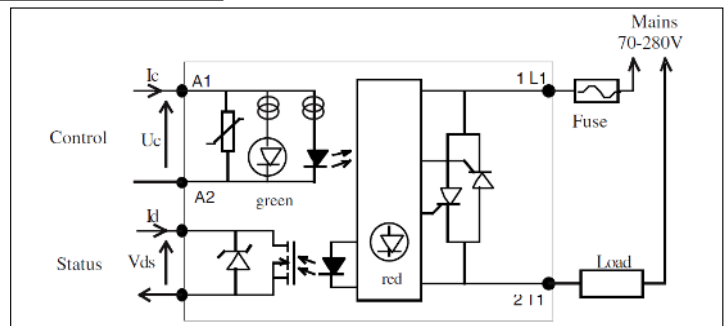 Mains
70-280V
Ic
A1
1 L1
Fuse
Control
Uc
A2
green
Id
Status
Vds
red
Load
2 T1